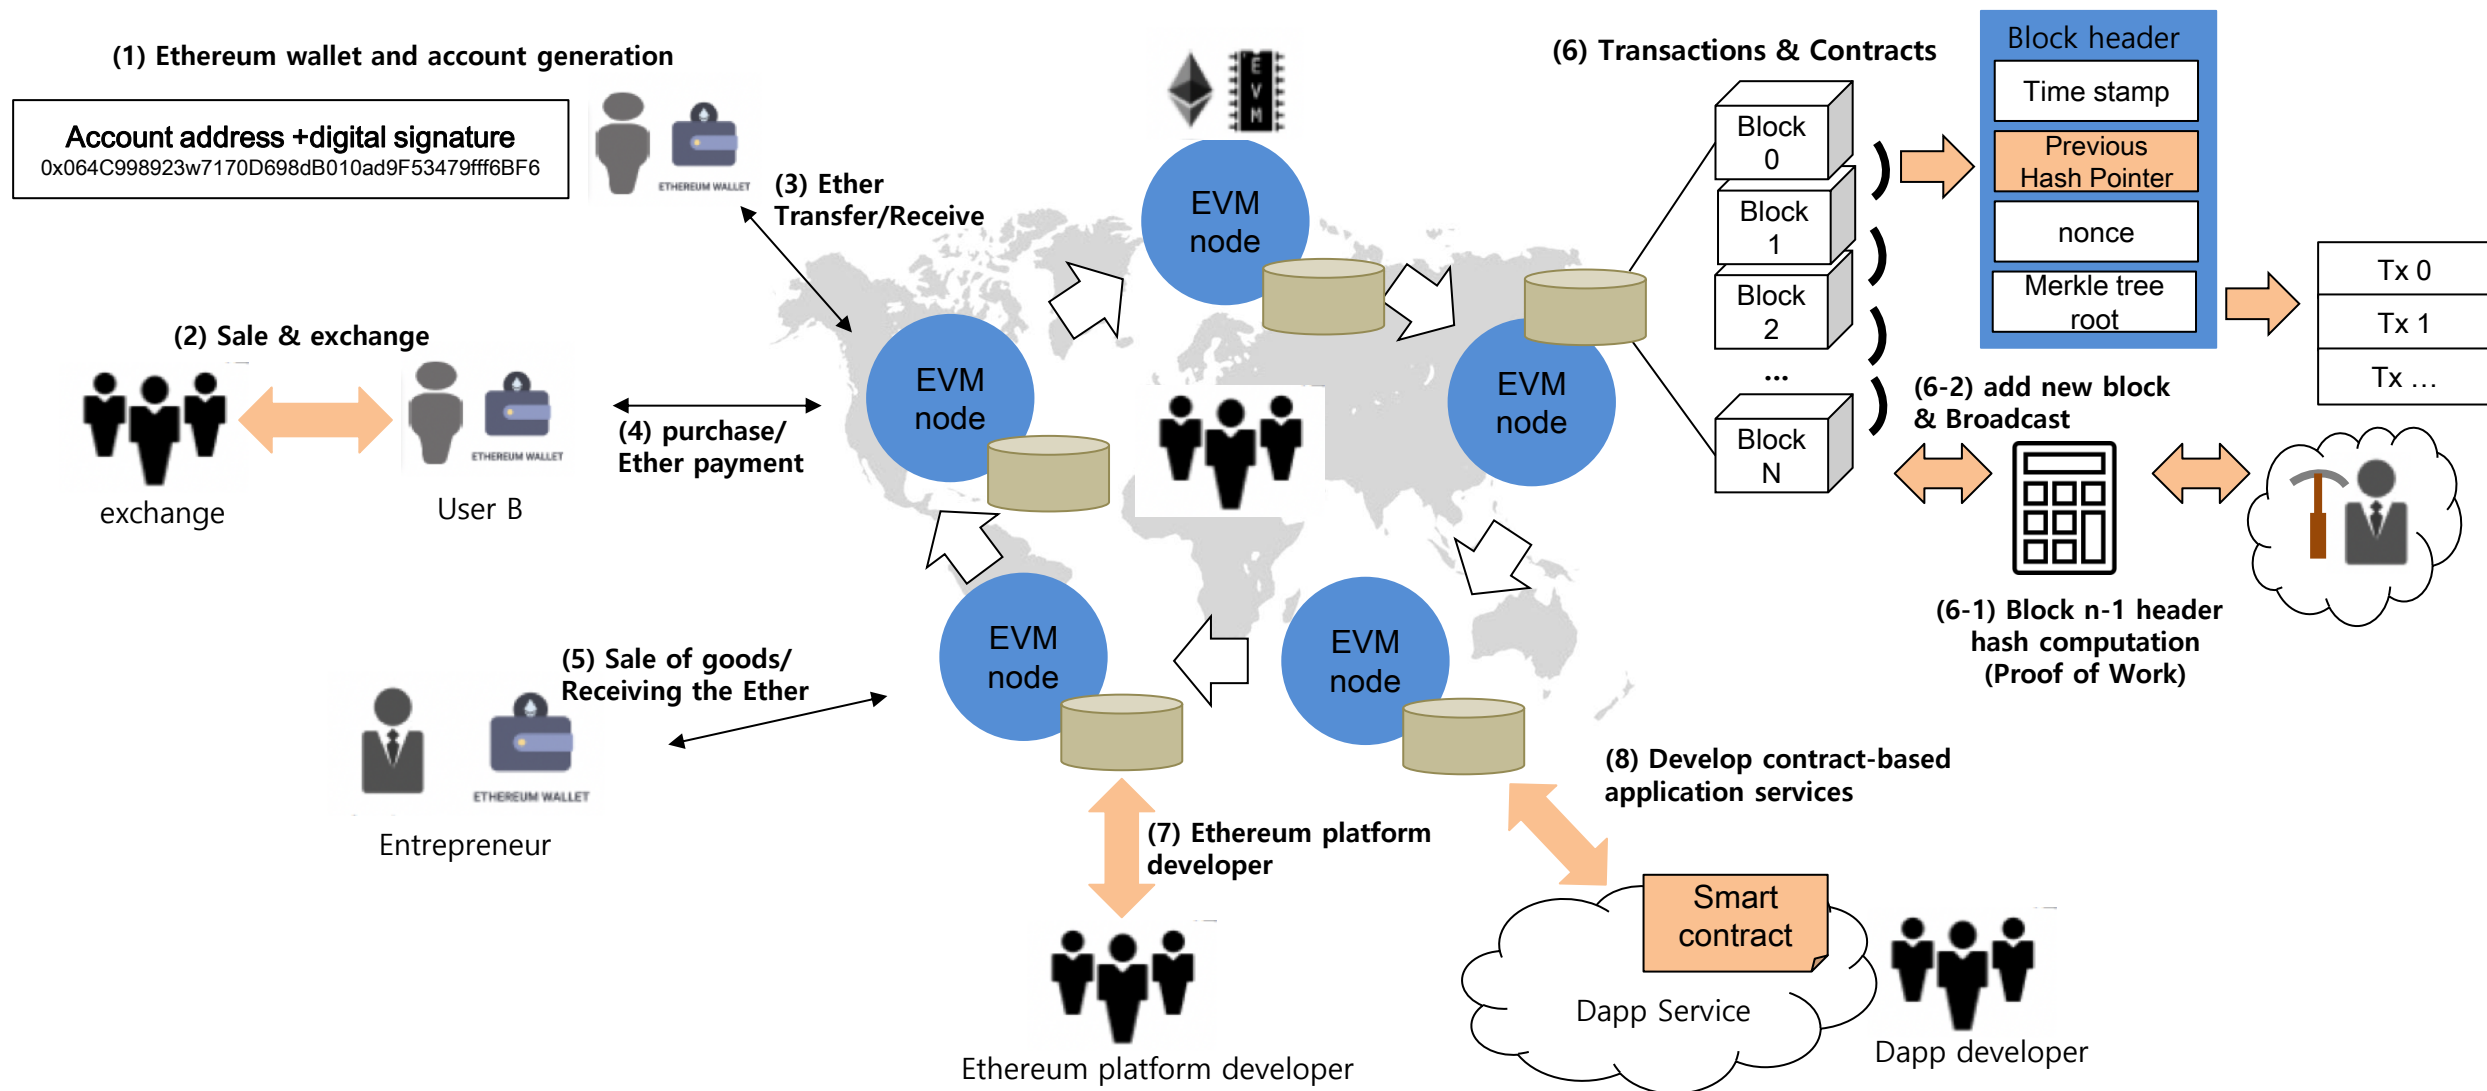 (1) Ethereum wallet and account generation
Account address +digital signature
0x064C998923w7170D698dB010ad9F53479fff6BF6
ETHEREUM WALLET
(2) Sale & exchange
exchange
ETHEREUM WALLET
User B
(3) Ether
Transfer/Receive
(4) purchase/
Ether payment
(5) Sale of goods/
Receiving the Ether
ETHEREUM WALLET
Entrepreneur
EVM
EVM
node
EVM
node
EVM
node
EVM
node
EVM
node
(6) Transactions & Contracts
Block
0
Block
1
Block
2
...
Block
N
Block header
Time stamp
Previous
Hash Pointer
nonce
Merkle tree
root
Tx 0
Tx 1
Tx ...
(6-2) add new block
& Broadcast
(6-1) Block n-1 header
hash computation
(Proof of Work)
(7) Ethereum platform
developer
Ethereum platform developer
(8) Develop contract-based
application services
Smart
contract
Dapp Service
Dapp developer